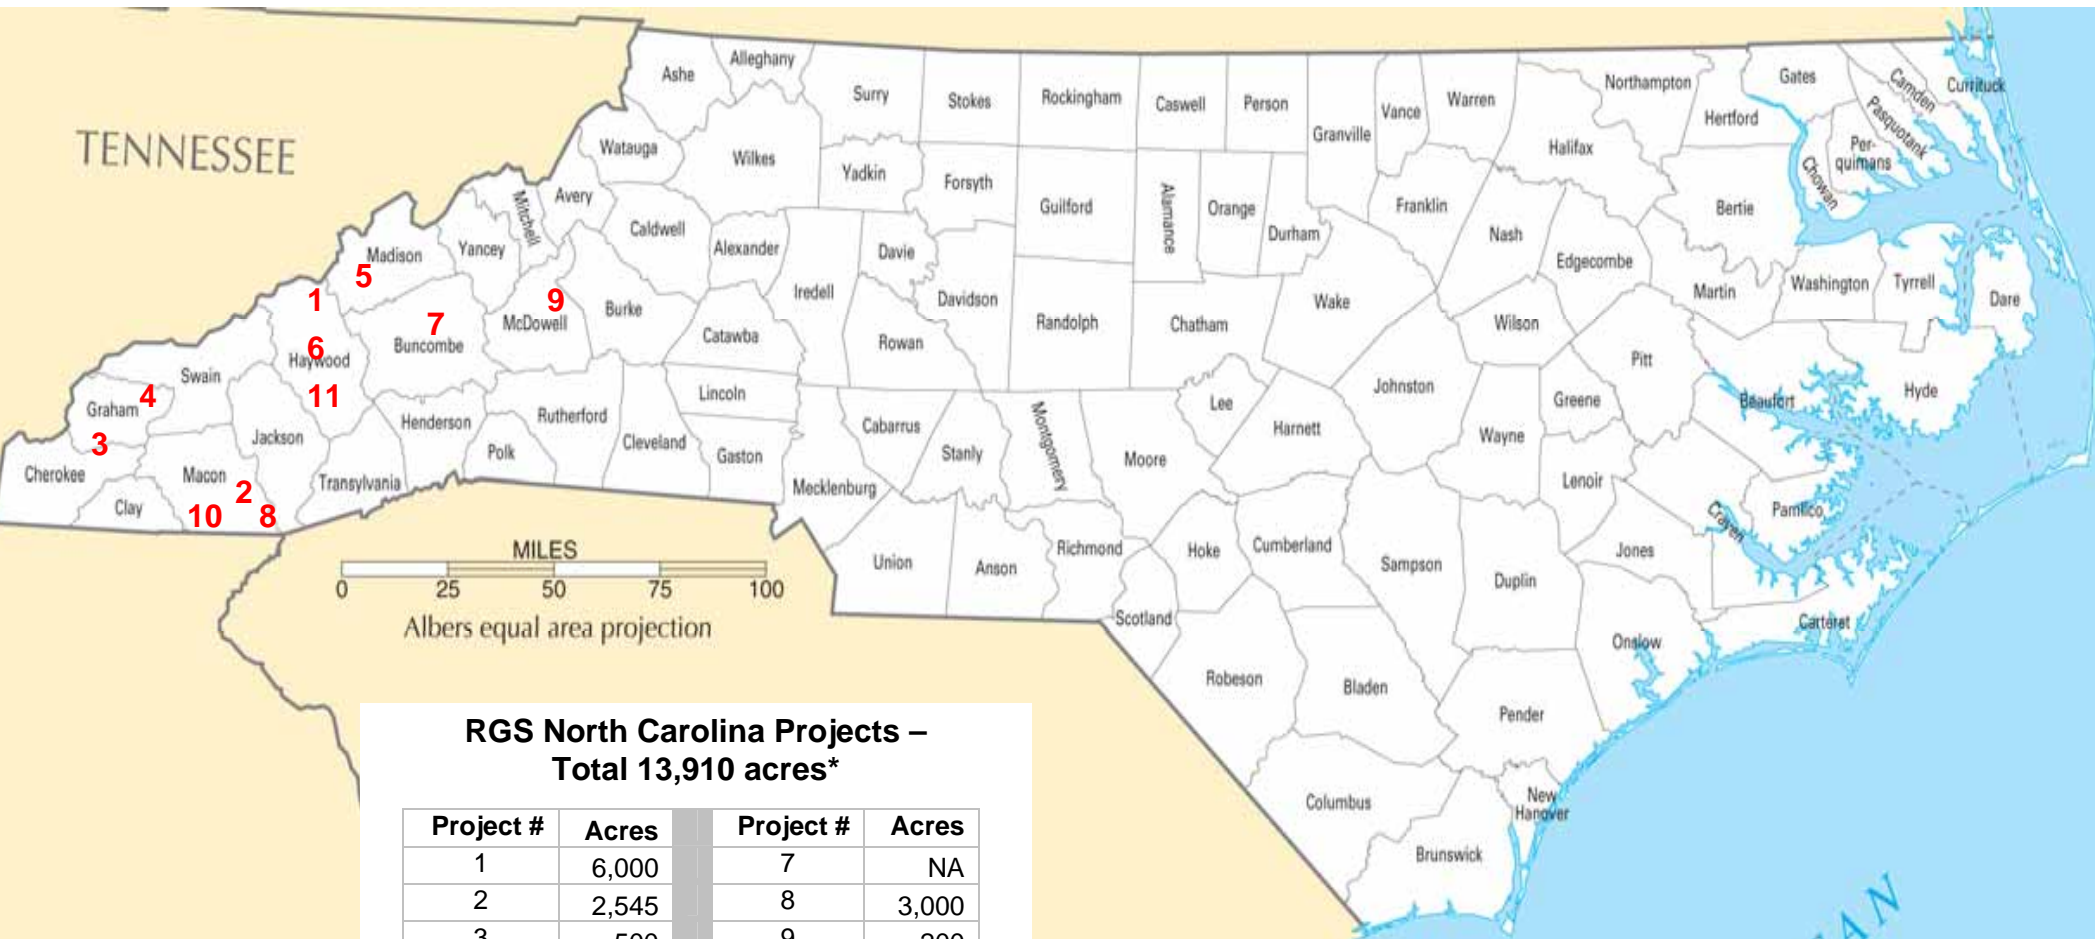 Ashe
Alleghany
Surry
Stokes
Rockingham
Caswell
Person
Granville
Vance
Warren
Northampton
Gates
Camden
Currituck
Hertford
Pasquotank
Halifax
Per-
quimans
Chowan
TENNESSEE
Watauga
Wilkes
Yadkin
Forsyth
Guilford
Alamance
Orange
Durham
Franklin
Nash
Edgecombe
Bertie
Mitchell
Avery
Caldwell
Alexander
Iredell
Davie
Davidson
Randolph
Chatham
Wake
Wilson
Martin
Washington
Tyrrell
Dare
Madison
5
Yancey
1
9
McDowell
Burke
7
Buncombe
6
Haywood
11
Catawba
Rowan
Pitt
Swain
4
Graham
3
Lincoln
Johnston
Greene
Beaufort
Hyde
Lee
Harnett
Wayne
Lenoir
Jackson
Henderson
Polk
Rutherford
Cleveland
Gaston
Cabarrus
Stanly
Montgomery
Moore
Cherokee
Clay
Macon
2
10
8
Transylvania
Mecklenburg
Union
Anson
Richmond
Hoke
Cumberland
Sampson
Duplin
Jones
Craven
Pamlico
Scotland
Robeson
Bladen
Onslow
Carteret
Pender
Columbus
New
Hanover
Brunswick
MILES
0 25 50 75 100
Albers equal area projection
RGS North Carolina Projects –
Total 13,910 acres*
Project # Acres Project # Acres
1 6,000 7 NA
2 2,545 8 3,000
3 500 9 200
AN